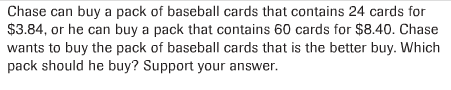 Chase can buy a pack of baseball cards that contains 24 cards for
$3.84, or he can buy a pack that contains 60 cards for $8.40. Chase
wants to buy the pack of baseball cards that is the better buy. Which
pack should he buy? Support your answer.